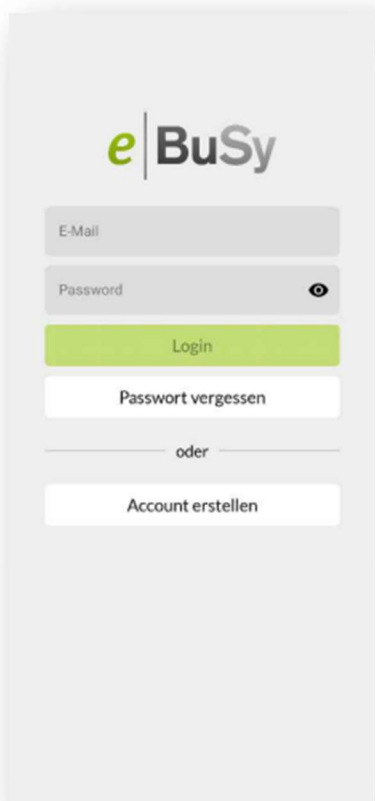 e|BuSy
E-Mail
Password
Login
Passwort vergessen
oder
Account erstellen